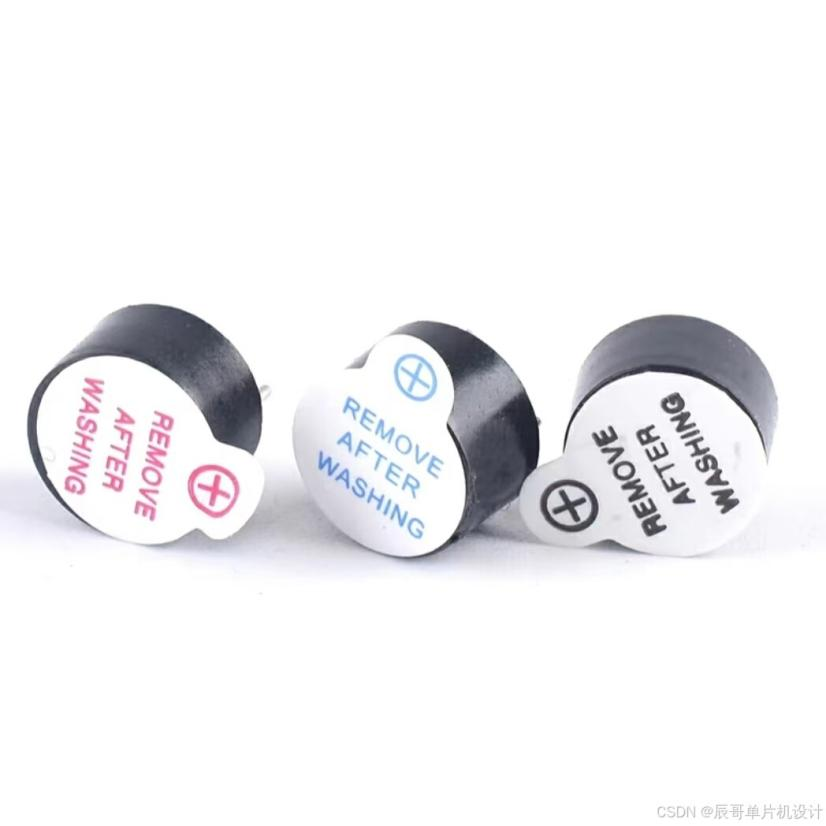 REMOVE
AFTER
WASHING
REMOVE
AFTER
WASHING
REMOVE
AFTER
WASHING
CSDN @辰哥单片机设计